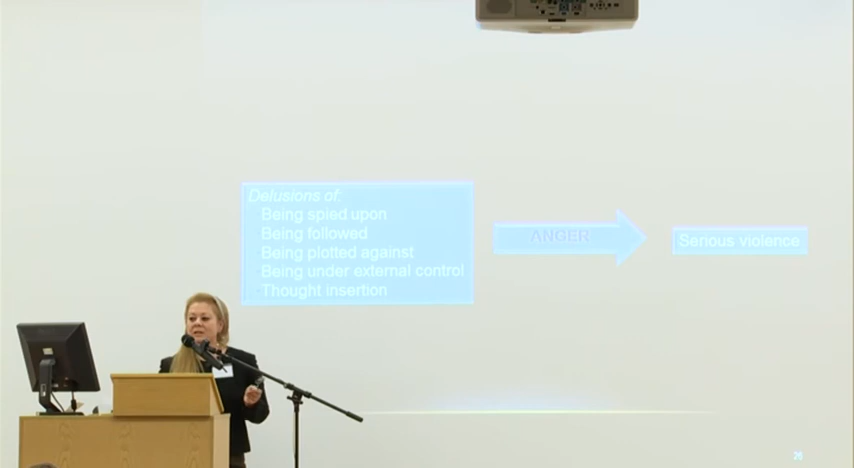 Delusions of:
Being spied upon
Being followed
Being plotted against
Being under external control
Thought insertion
ANGER
Serious violence